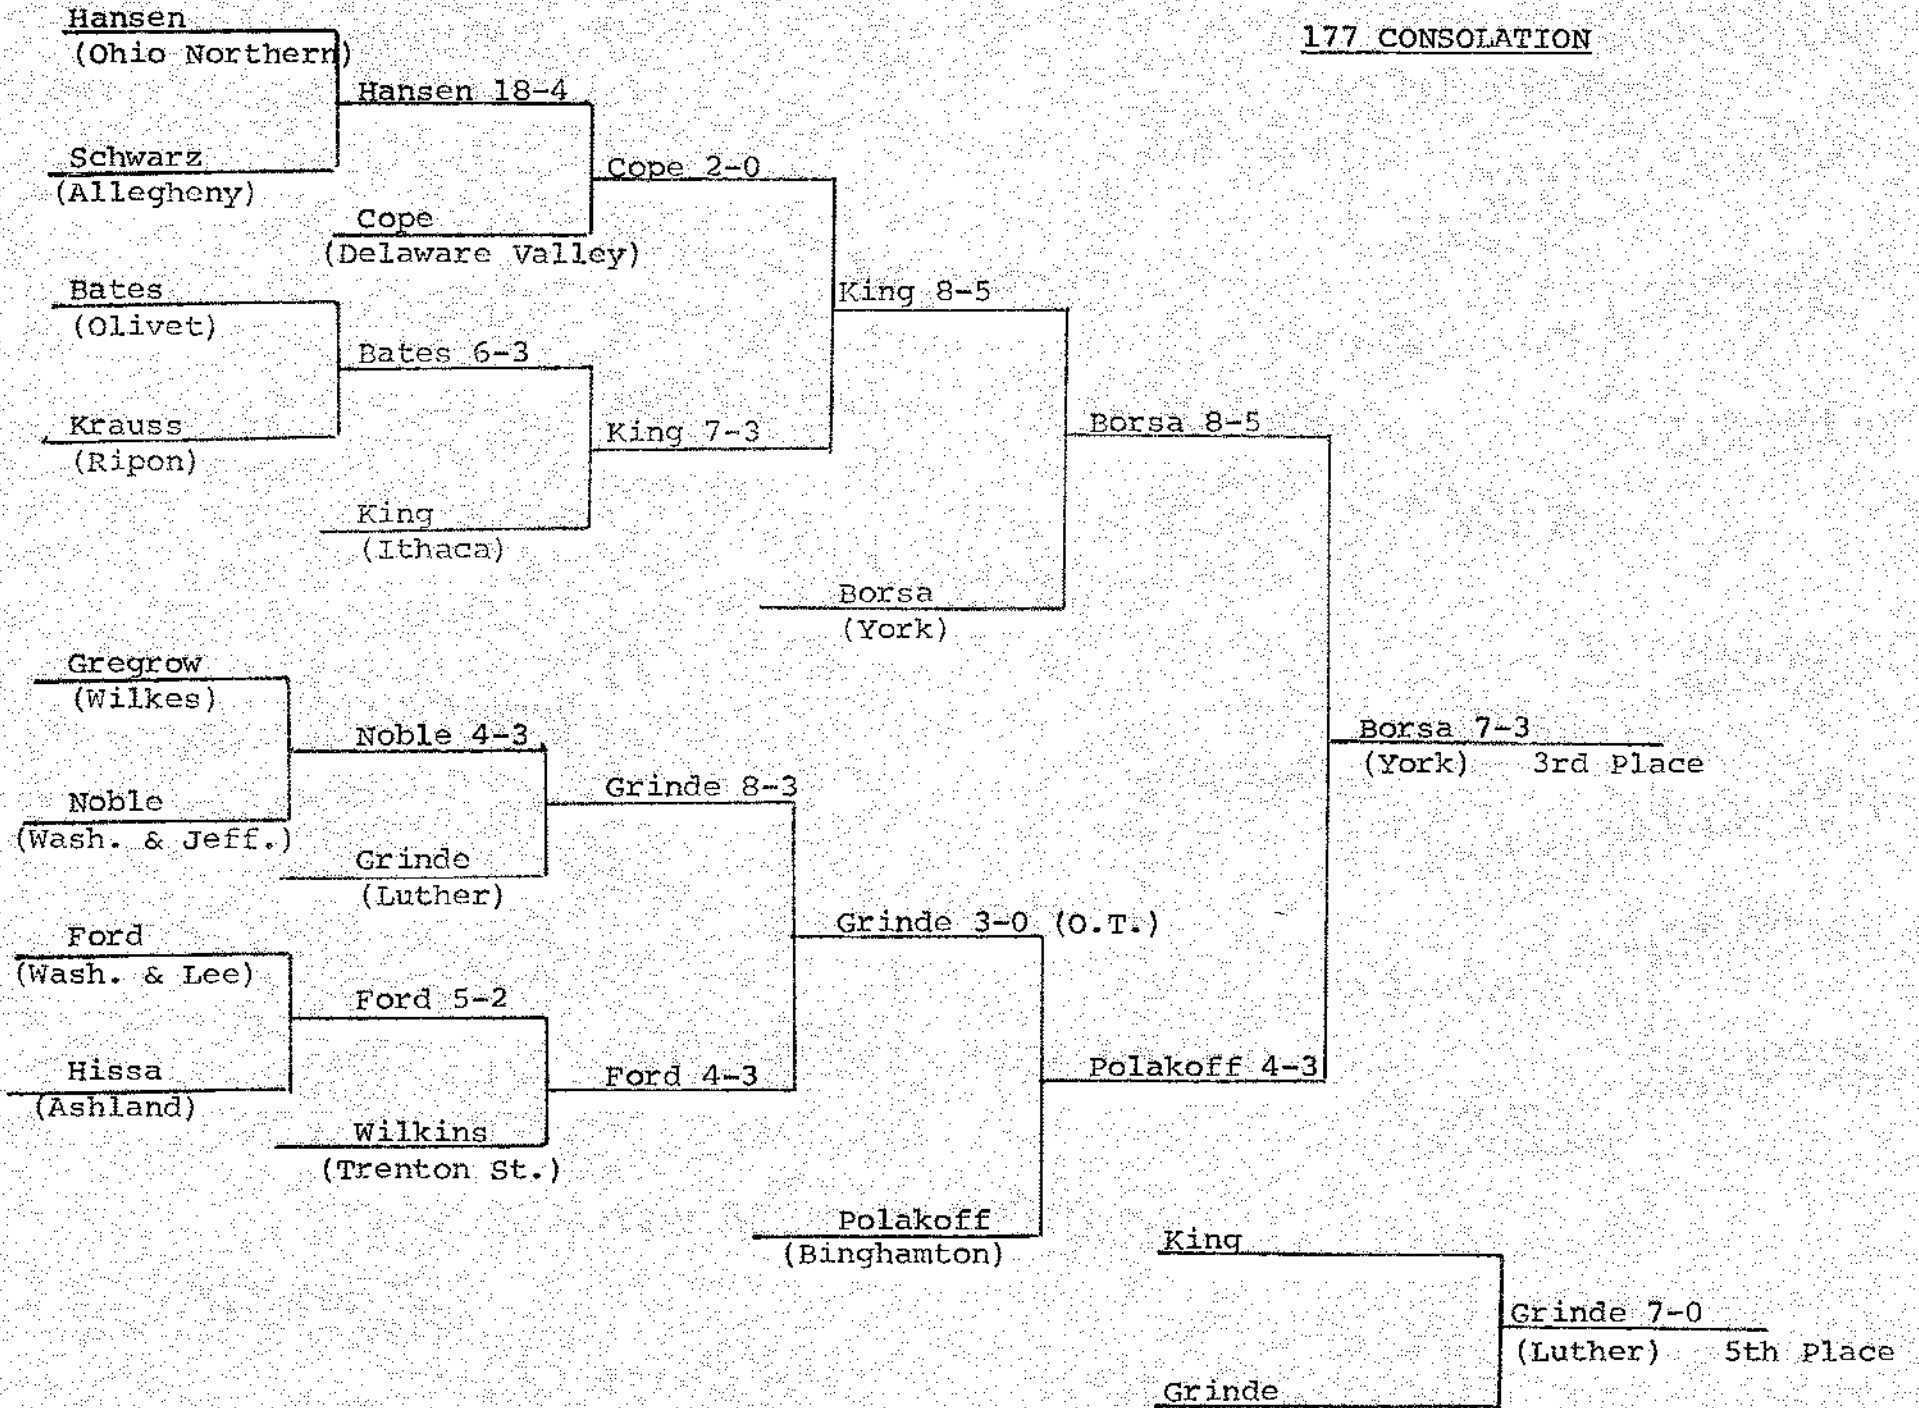 Hansen
177 CONSOLATION
(Ohio Northern)
Hansen 18-4
Schwarz
(Allegheny)
Cope 2-0
Cope
(Delaware Valley)
Bates
(Olivet)
King 8-5
Bates 6-3
Krauss
(Ripon)
King 7-3
Borsa 8-5
King
(Ithaca)
Borsa
(York)
Gregrow
(Wilkes)
Noble 4-3
Borsa 7-3
(York) 3rd Place
Noble
(Wash. & Jeff.)
Grinde 8-3
Grinde
(Luther)
Ford
(Wash. & Lee)
Grinde 3-0 (O.T.)
Ford 5-2
Hissa
(Ashland)
Ford 4-3
Polakoff 4-3
Wilkins
(Trenton St.)
Polakoff
(Binghamton)
King
Grinde 7-0
(Luther) 5th Place
Grinde